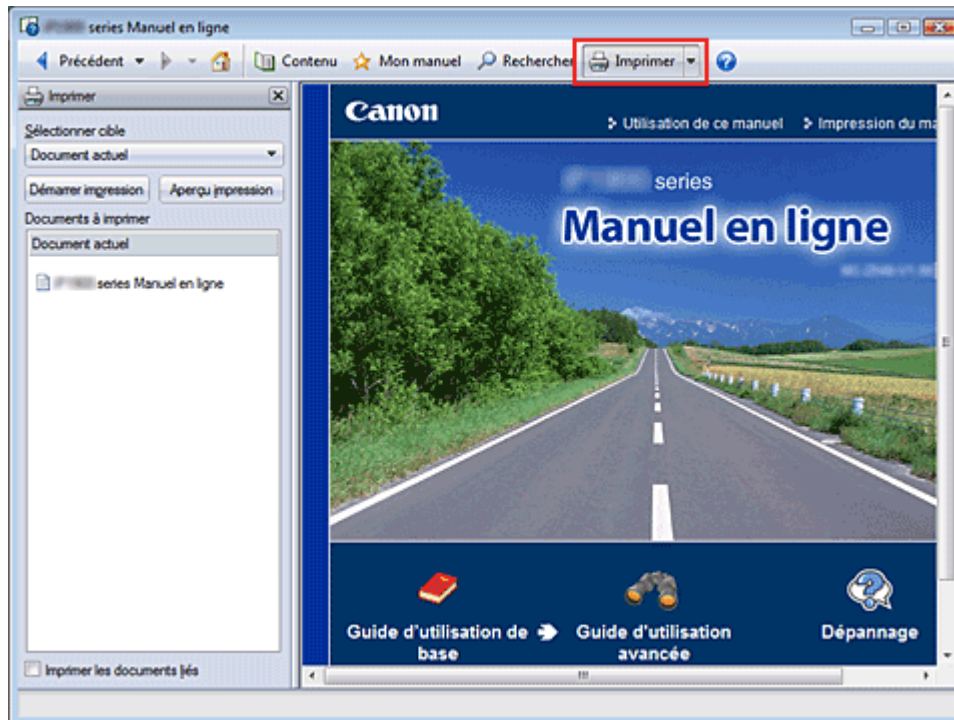 series Manuel en ligne
Précédent
Contenu
Mon manuel
Rechercher
Imprimer
Imprimer
Sélectionner cible
Document actuel
Démarrer impression
Aperçu impression
Documents à imprimer
Document actuel
series Manuel en ligne
Imprimer les documents liés
Canon
Utilisation de ce manuel
Impression du ma
series
Manuel en ligne
Guide d'utilisation de base
Guide d'utilisation avancée
Dépannage